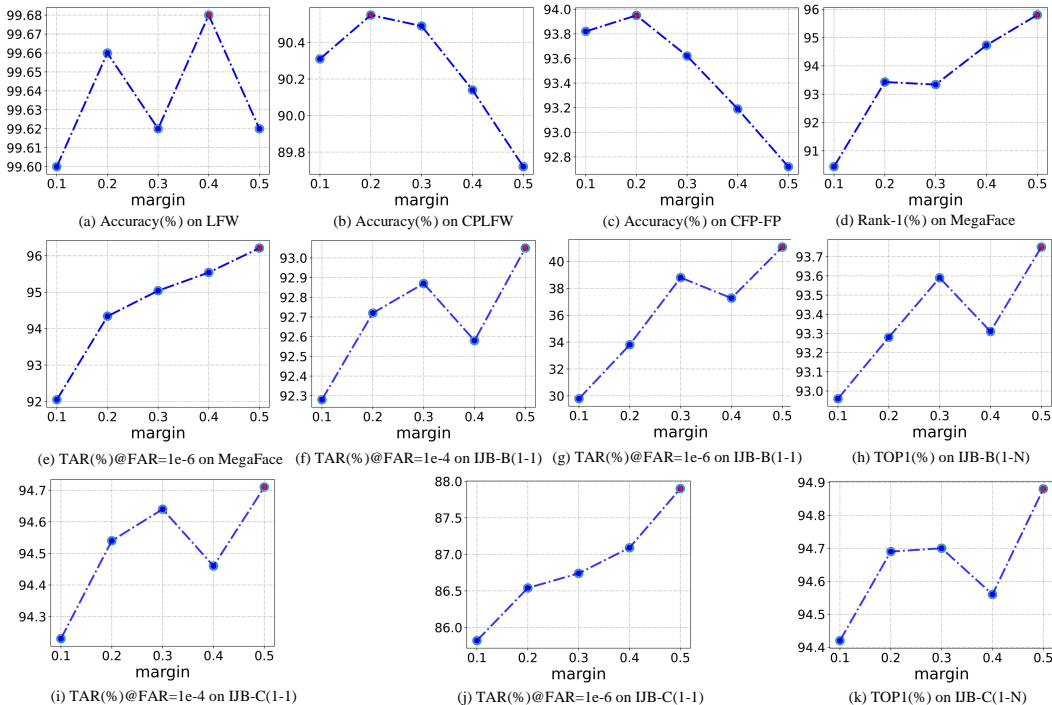 99.68
99.67
99.66
99.65
99.64
99.63
99.62
99.61
99.60
0.1 0.2 0.3 0.4 0.5
margin
(a) Accuracy(%) on LFW
90.4
90.2
90.0
89.8
0.1 0.2 0.3 0.4 0.5
margin
(b) Accuracy(%) on CPLFW
94.0
93.8
93.6
93.4
93.2
93.0
92.8
0.1 0.2 0.3 0.4 0.5
margin
(c) Accuracy(%) on CFP-FP
96
95
94
93
92
91
0.1 0.2 0.3 0.4 0.5
margin
(d) Rank-1(%) on MegaFace
96
95
94
93
92
0.1 0.2 0.3 0.4 0.5
margin
(e) TAR(%)@FAR=1e-6 on MegaFace
93.0
92.9
92.8
92.7
92.6
92.5
92.4
92.3
0.1 0.2 0.3 0.4 0.5
margin
(f) TAR(%)@FAR=1e-4 on IJB-B(1-1)
40
38
36
34
32
30
0.1 0.2 0.3 0.4 0.5
margin
(g) TAR(%)@FAR=1e-6 on IJB-B(1-1)
93.7
93.6
93.5
93.4
93.3
93.2
93.1
93.0
0.1 0.2 0.3 0.4 0.5
margin
(h) TOP1(%) on IJB-B(1-N)
94.7
94.6
94.5
94.4
94.3
0.1 0.2 0.3 0.4 0.5
margin
(i) TAR(%)@FAR=1e-4 on IJB-C(1-1)
88.0
87.5
87.0
86.5
86.0
0.1 0.2 0.3 0.4 0.5
margin
(j) TAR(%)@FAR=1e-6 on IJB-C(1-1)
94.9
94.8
94.7
94.6
94.5
94.4
0.1 0.2 0.3 0.4 0.5
margin
(k) TOP1(%) on IJB-C(1-N)